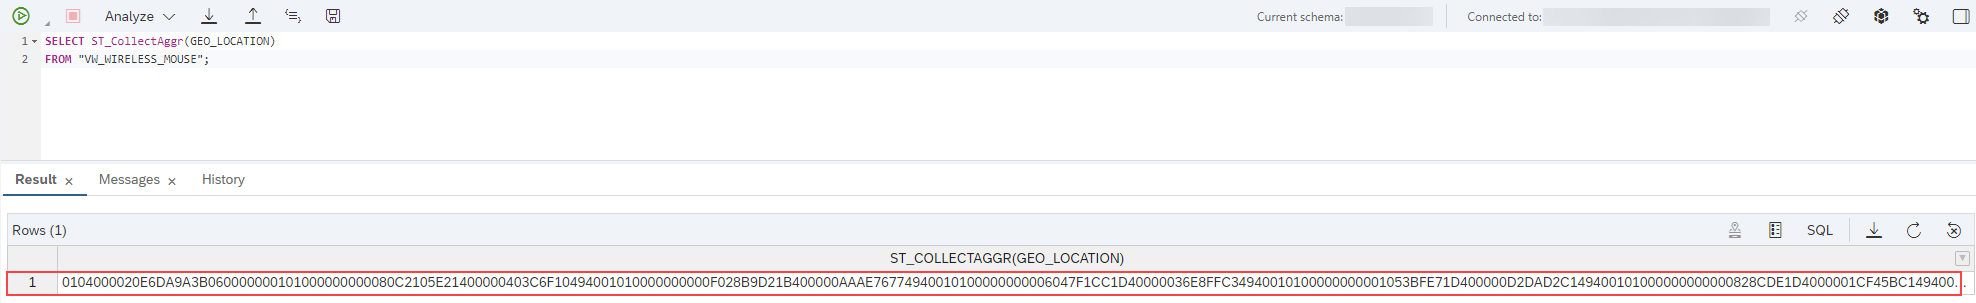 Analyze
Current schema:
Connected to:
1 SELECT ST_CollectAggr(GEO_LOCATION)
2 FROM "VW_WIRELESS_MOUSE";
Result × Messages × History
Rows (1)
SQL
ST_COLLECTAGGR(GEO_LOCATION)
1 0104000020E6DA9A3B060000000101000000000080C2105E21400000403C6F10494001010000000000F028B9D21B400000AAAE76774940010100000000006047F1CC1D40000036E8FFC349400101000000000001053BFE71D400000D2DAD2C1494001010000000000828CDE1D4000001CF45BC149400...